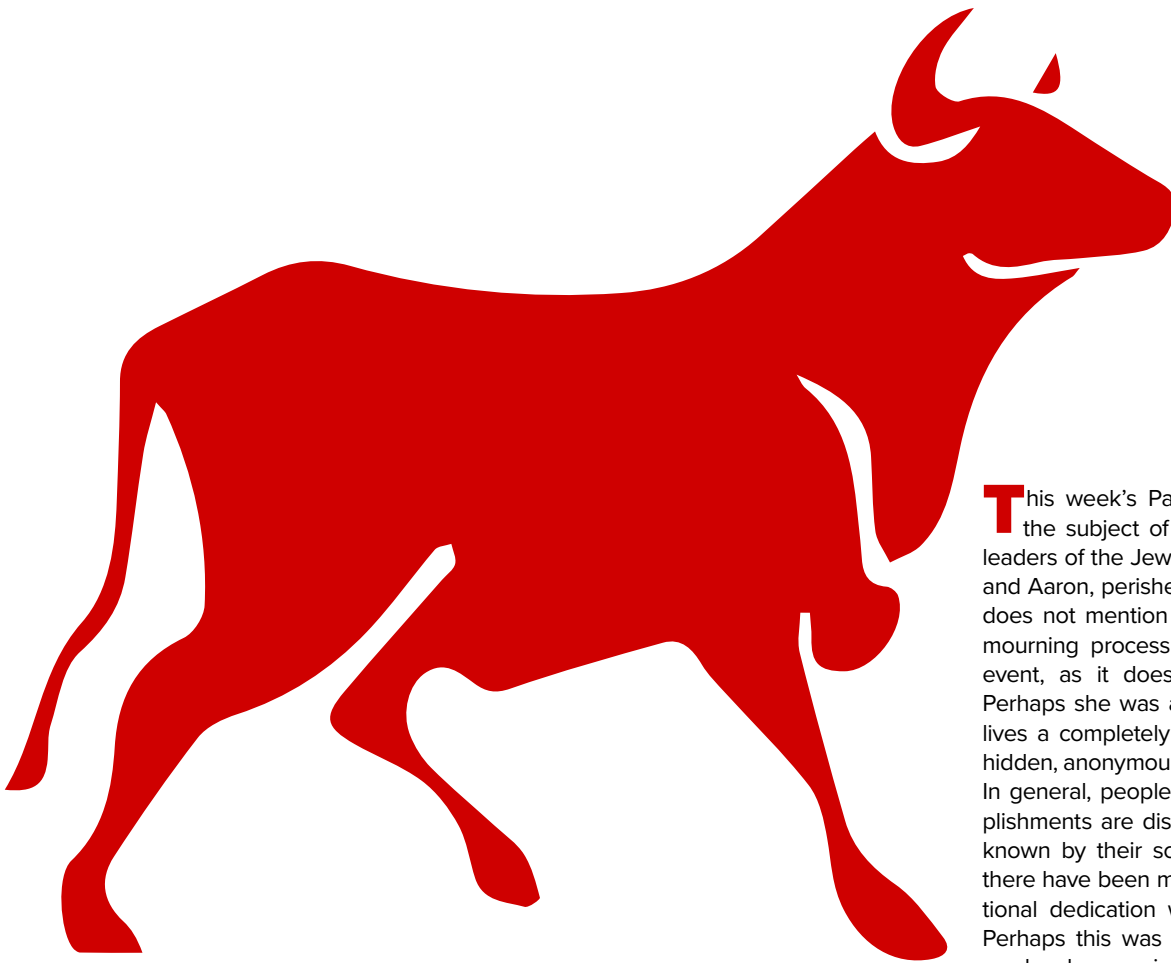 This week's Pa
the subject of
leaders of the Jew
and Aaron, perishe
does not mention
mourning process
event, as it does
Perhaps she was a
lives a completely
hidden, anonymou
In general, people
plishments are dis
known by their so
there have been m
tional dedication w
Perhaps this was